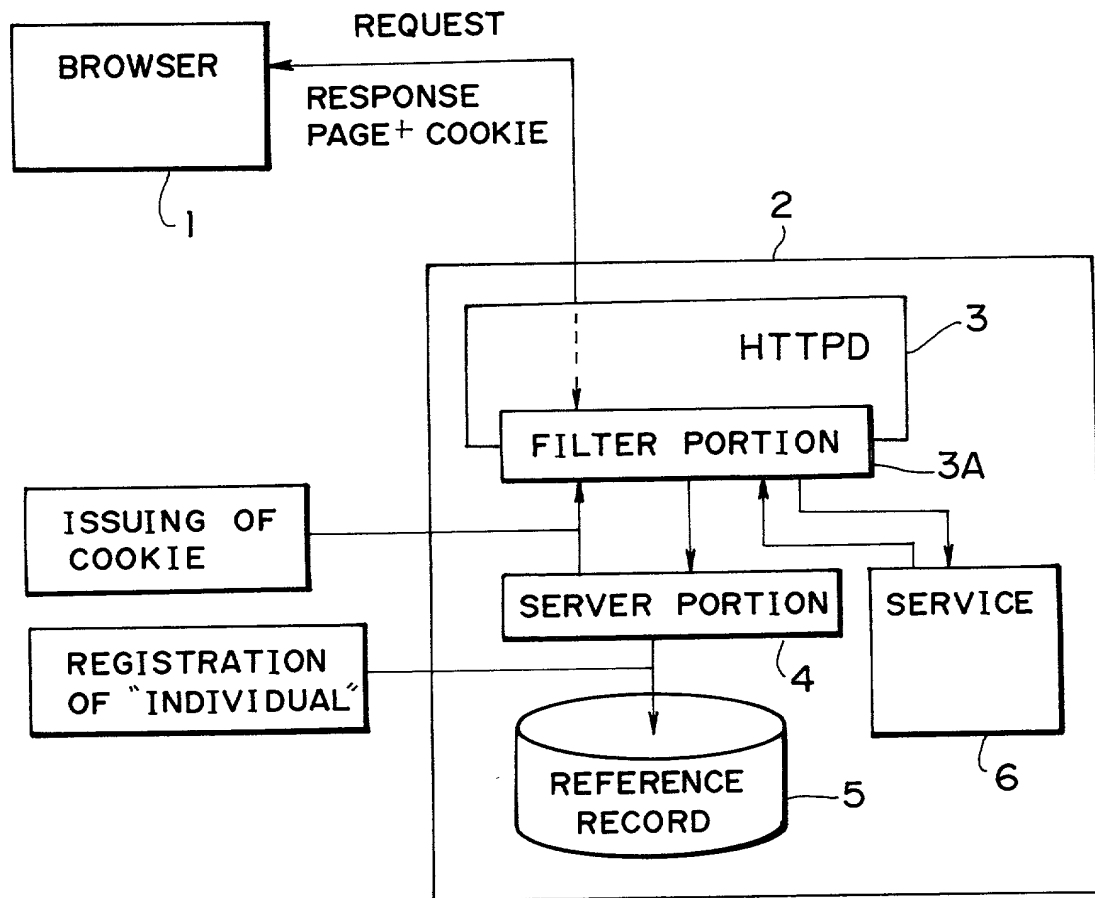 REQUEST
BROWSER
RESPONSE
PAGE + COOKIE
1
2
3
HTTPD
FILTER PORTION
3A
ISSUING OF
COOKIE
SERVER PORTION
SERVICE
4
REGISTRATION
OF "INDIVIDUAL"
6
REFERENCE
RECORD
5